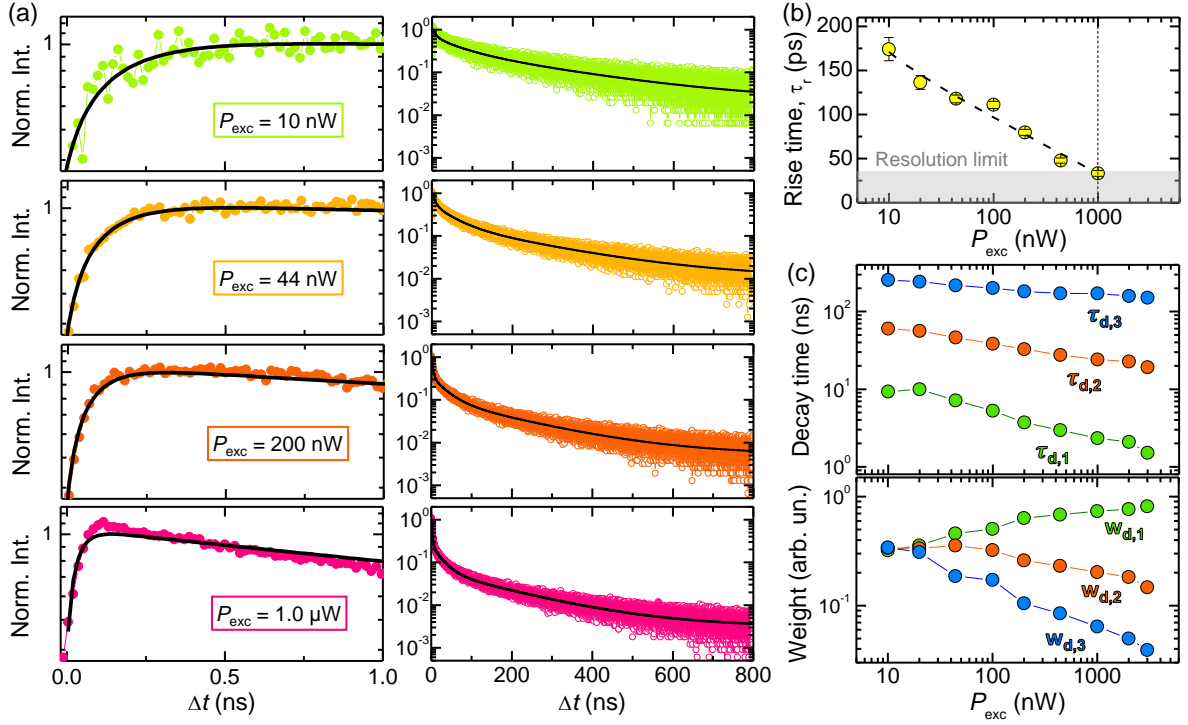 (a)
Norm. Int.
1
P_exc = 10 nW
10^0
10^-1
10^-2
10^-3
0 200 400 600 800
Norm. Int.
1
P_exc = 44 nW
10^0
10^-1
10^-2
10^-3
Norm. Int.
1
P_exc = 200 nW
10^0
10^-1
10^-2
10^-3
Norm. Int.
1
P_exc = 1.0 µW
10^0
10^-1
10^-2
10^-3
0.0 0.5 1.0
Δt (ns)
0 200 400 600 800
Δt (ns)
(b)
Rise time, τ_r (ps)
200
150
100
50
0
Resolution limit
10 100 1000
P_exc (nW)
(c)
Decay time (ns)
10^2
10^1
10^0
τ_d,3
τ_d,2
τ_d,1
Weight (arb. un.)
10^0
10^-1
w_d,1
w_d,2
w_d,3
10 100 1000
P_exc (nW)